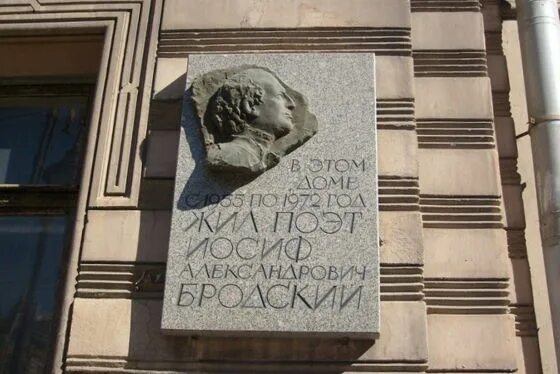 В ЭТОМ
ДОМЕ
С 1955 ПО 1972 ГОД
ЖИЛ ПОЭТ
ИОСИФ
АЛЕКСАНДРОВИЧ
БРОДСКИЙ